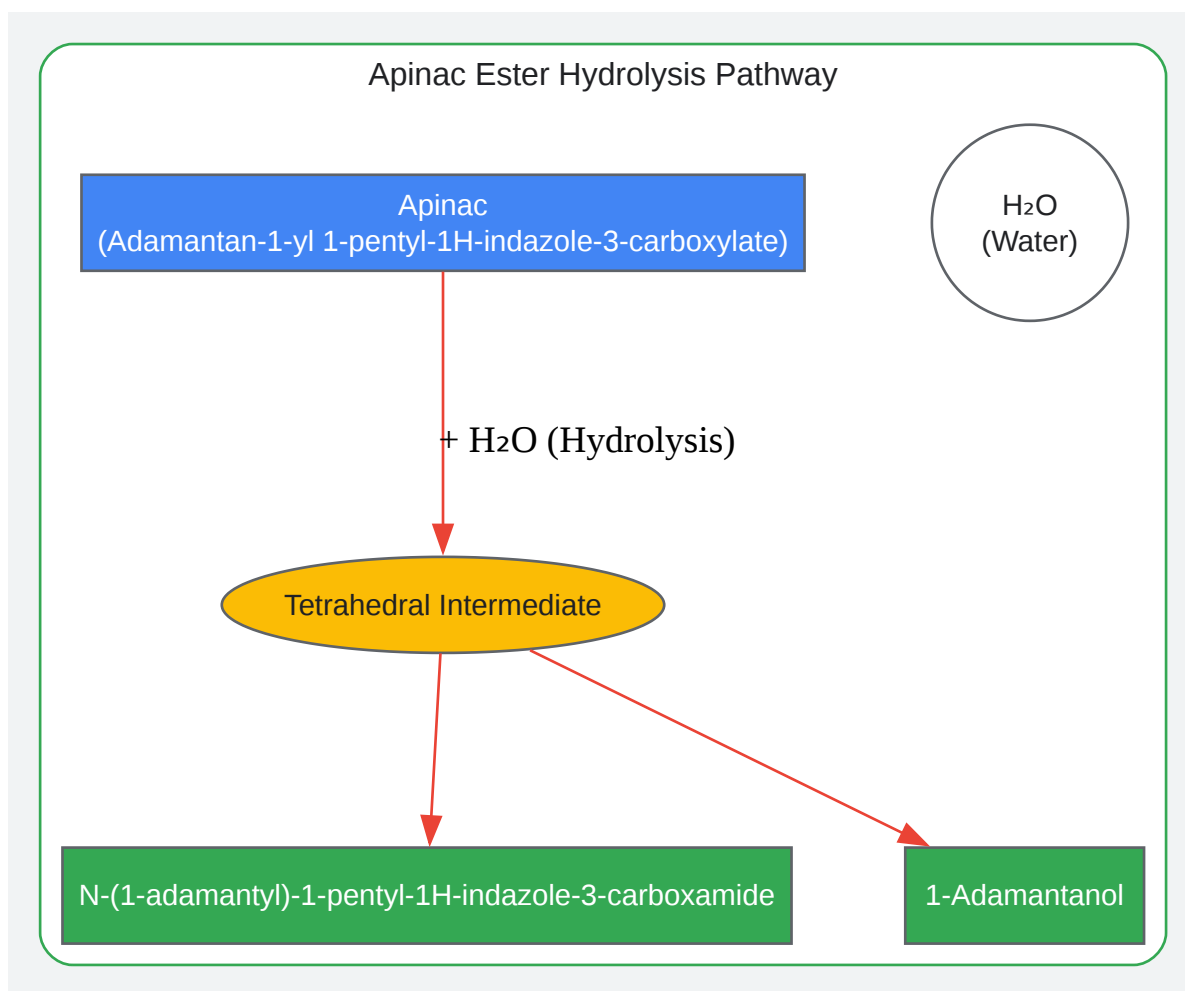 Apinac Ester Hydrolysis Pathway
Apinac
(Adamantan-1-yl 1-pentyl-1H-indazole-3-carboxylate)
H₂O
(Water)
+ H₂O (Hydrolysis)
Tetrahedral Intermediate
N-(1-adamantyl)-1-pentyl-1H-indazole-3-carboxamide
1-Adamantanol